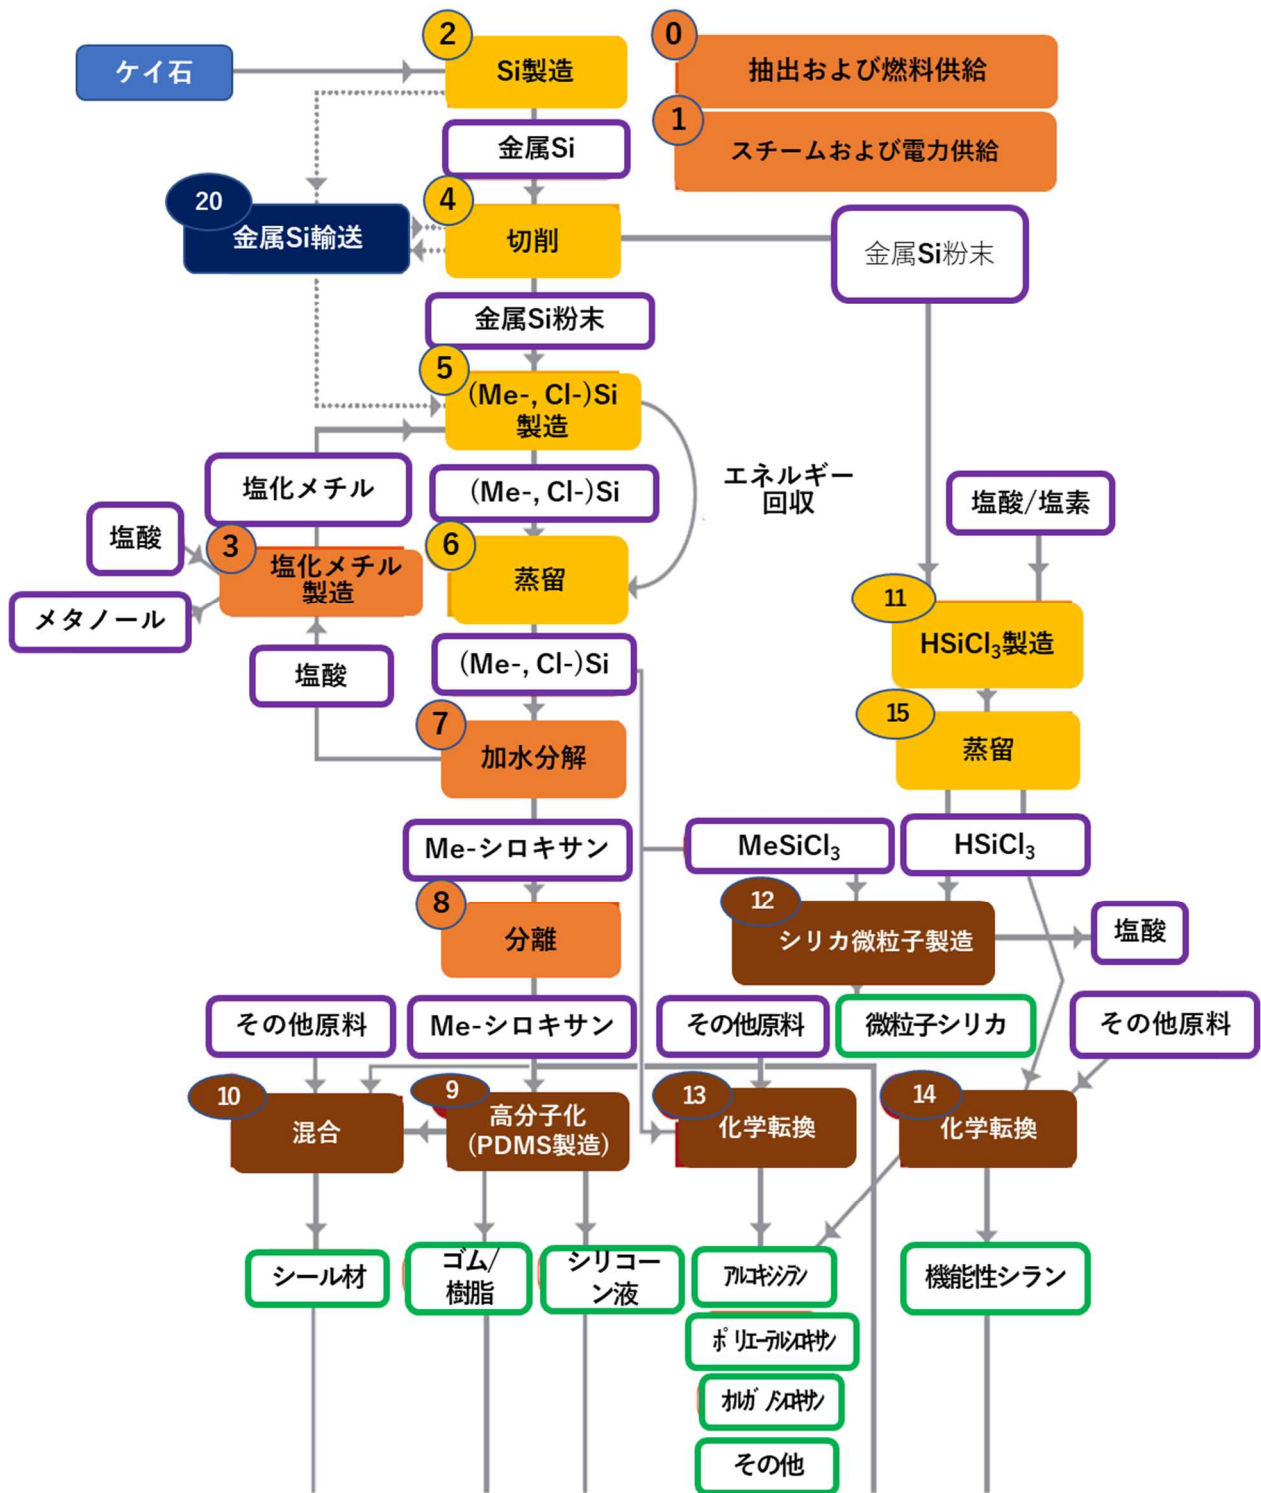 2
0
ケイ石
Si製造
抽出および燃料供給
1
金属Si
スチームおよび電力供給
20
4
金属Si輸送
切削
金属Si粉末
金属Si粉末
5
(Me-, Cl-)Si
製造
塩化メチル
(Me-, Cl-)Si
エネルギー
回収
塩酸/塩素
塩酸
3
塩化メチル
製造
6
蒸留
11
メタノール
HSiCl₃製造
塩酸
(Me-, Cl-)Si
7
加水分解
15
蒸留
Me-シロキサン
MeSiCl₃
HSiCl₃
8
分離
12
シリカ微粒子製造
塩酸
その他原料
Me-シロキサン
その他原料
微粒子シリカ
その他原料
10
混合
9
高分子化
(PDMS製造)
13
化学転換
14
化学転換
シール材
ゴム/
樹脂
シリコー
ン液
アルコキシシラン
機能性シラン
ポリエーテルシロキサン
オルガノシロキサン
その他